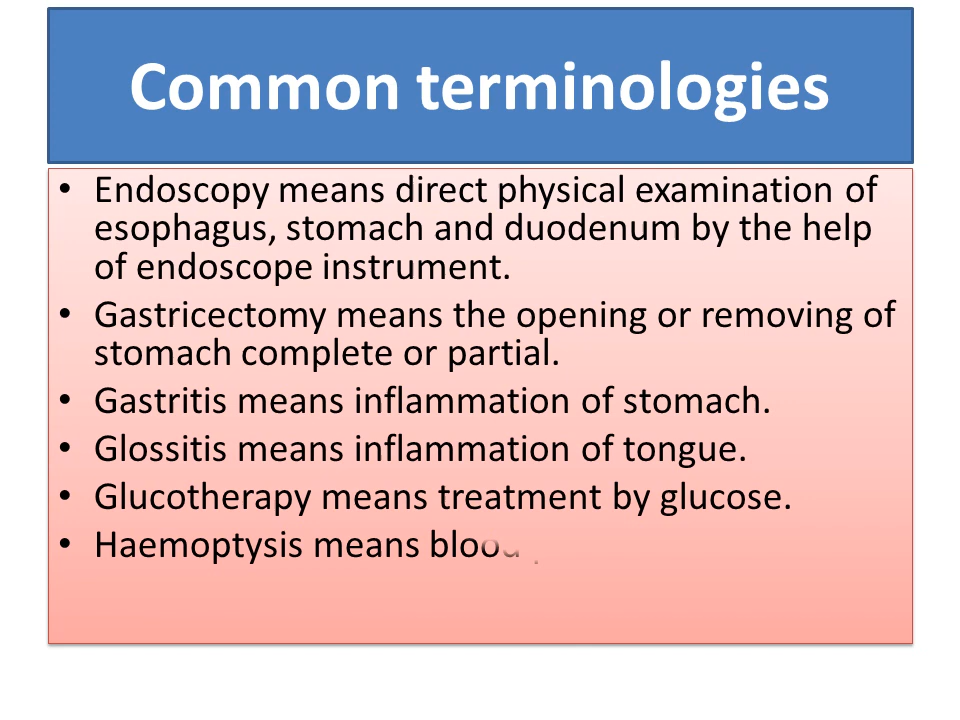 Common terminologies
• Endoscopy means direct physical examination of
esophagus, stomach and duodenum by the help
of endoscope instrument.
• Gastricectomy means the opening or removing of
stomach complete or partial.
• Gastritis means inflammation of stomach.
• Glossitis means inflammation of tongue.
• Glucotherapy means treatment by glucose.
• Haemoptysis means blood